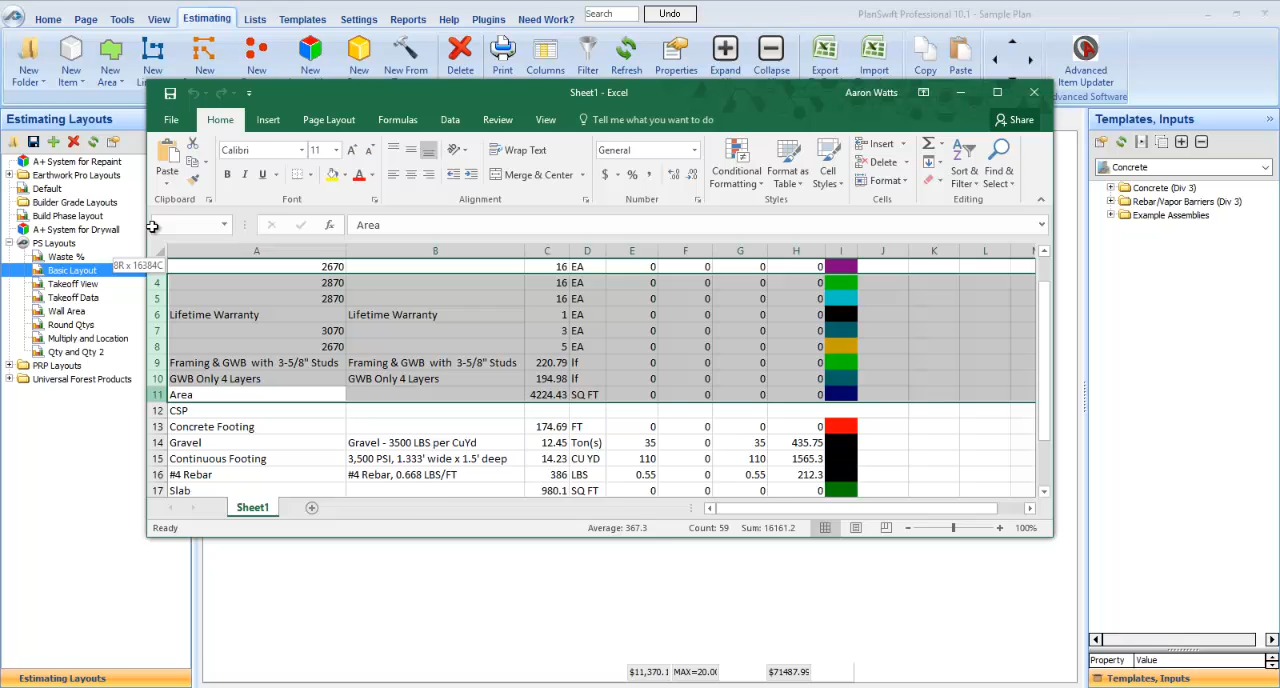 Home Page Tools View Estimating Lists Templates Settings Reports Help Plugins Need Work? Search Undo PlanSwift Professional 10.1 - Sample Plan
New Folder New Item New Area New New New New New New From Delete Print Columns Filter Refresh Properties Expand Collapse Export Import Copy Paste Advanced Item Updater
vanced Software
Estimating Layouts
A+ System for Repaint
Earthwork Pro Layouts
Default
Builder Grade Layouts
Build Phase layout
A+ System for Drywall
PS Layouts
Waste %
Basic Layout
Takeoff View
Takeoff Data
Wall Area
Round Qtys
Multiply and Location
Qty and Qty 2
PRP Layouts
Universal Forest Products
Estimating Layouts
Sheet1 - Excel Aaron Watts
File Home Insert Page Layout Formulas Data Review View Tell me what you want to do Share
Paste Calibri 11 Wrap Text General Conditional Formatting Format as Table Cell Styles Insert Delete Format Sort & Filter Find & Select
B I U Merge & Center $ % ,
Clipboard Font Alignment Number Styles Cells Editing
fx Area
8R x 16384C
A B C D E F G H I J K L
2670 16 EA 0 0 0 0
4 2870 16 EA 0 0 0 0
5 2870 16 EA 0 0 0 0
6 Lifetime Warranty Lifetime Warranty 1 EA 0 0 0 0
7 3070 3 EA 0 0 0 0
8 2670 5 EA 0 0 0 0
9 Framing & GWB with 3-5/8" Studs Framing & GWB with 3-5/8" Studs 220.79 lf 0 0 0 0
10 GWB Only 4 Layers GWB Only 4 Layers 194.98 lf 0 0 0 0
11 Area 4224.43 SQ FT 0 0 0 0
12 CSP
13 Concrete Footing 174.69 FT 0 0 0 0
14 Gravel Gravel - 3500 LBS per CuYd 12.45 Ton(s) 35 0 35 435.75
15 Continuous Footing 3,500 PSI, 1.333' wide x 1.5' deep 14.23 CU YD 110 0 110 1565.3
16 #4 Rebar #4 Rebar, 0.668 LBS/FT 386 LBS 0.55 0 0.55 212.3
17 Slab 980.1 SQ FT 0 0 0 0
Sheet1
Ready Average: 367.3 Count: 59 Sum: 16161.2 100%
$11,370.1 MAX=20.00 $71487.99
Templates, Inputs
Concrete
Concrete (Div 3)
Rebar/Vapor Barriers (Div 3)
Example Assemblies
Property Value
Templates, Inputs